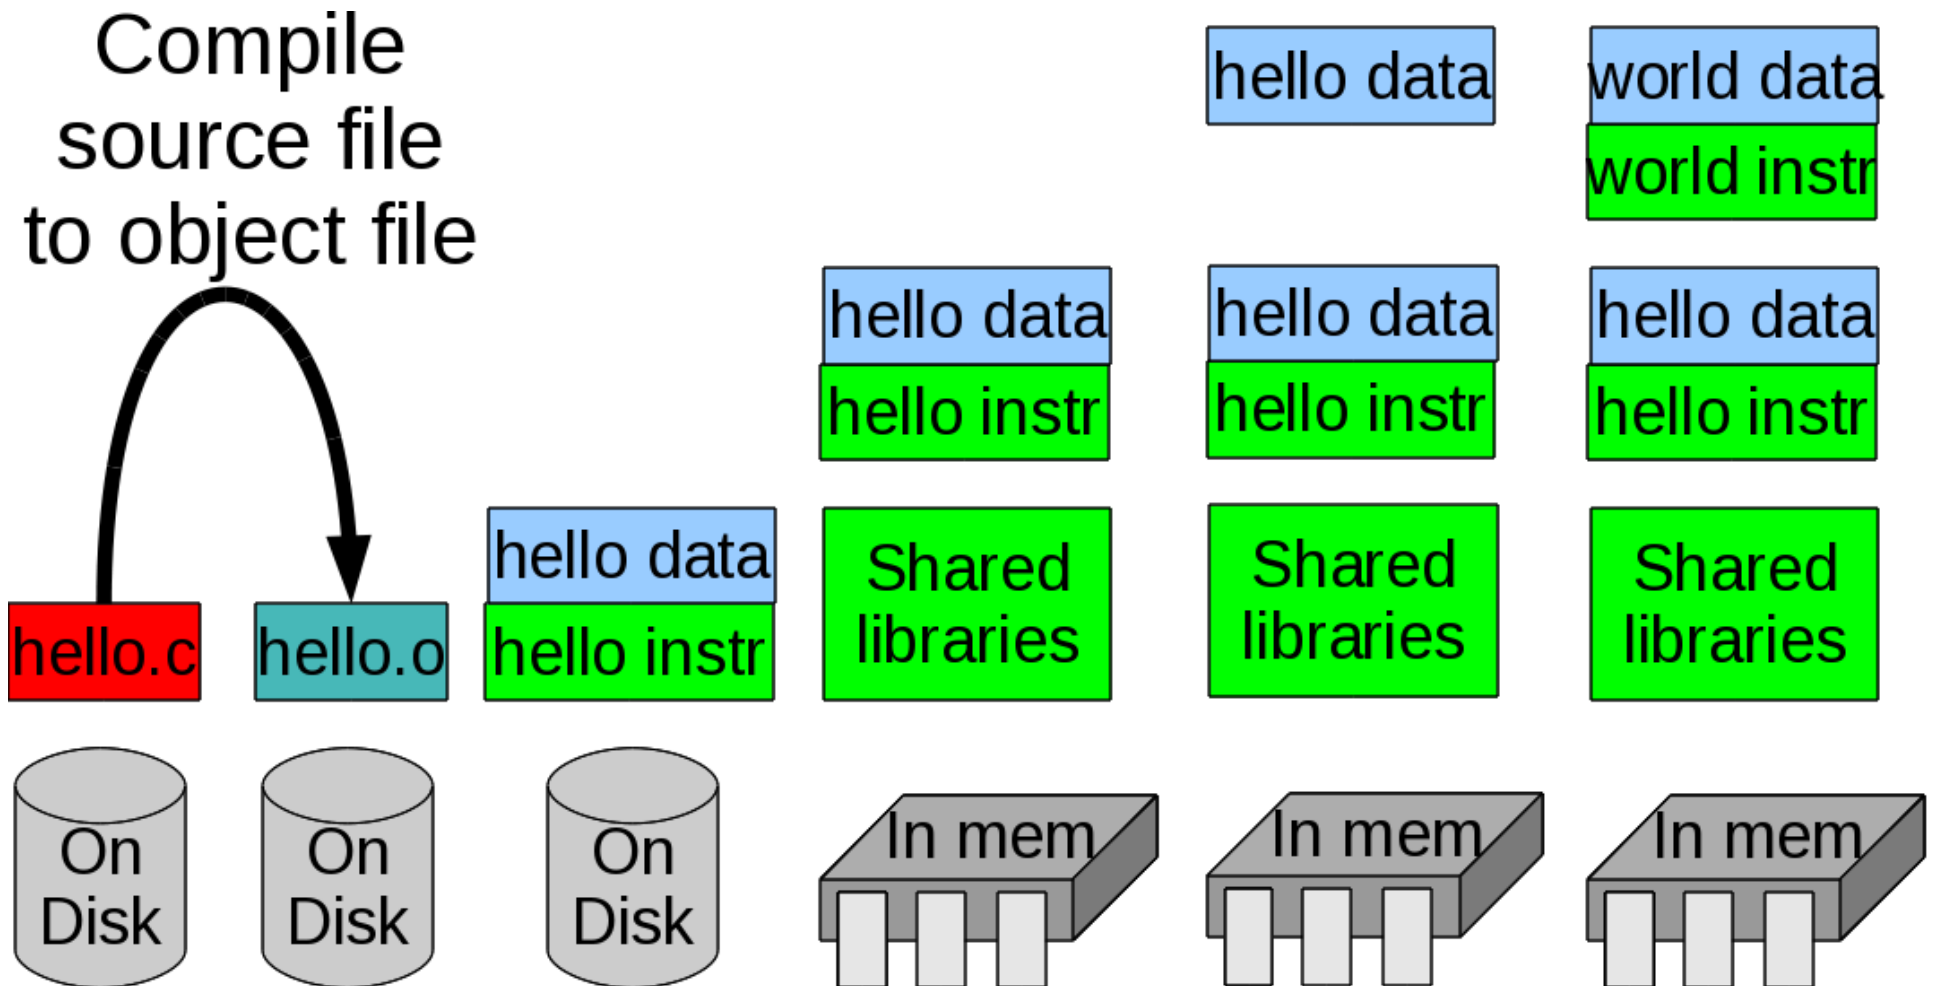 Compile
source file
to object file
hello data
world data
world instr
hello data
hello data
hello data
hello instr
hello instr
hello instr
hello data
Shared
libraries
Shared
libraries
Shared
libraries
hello.c
hello.o
hello instr
On
Disk
On
Disk
On
Disk
In mem
In mem
In mem